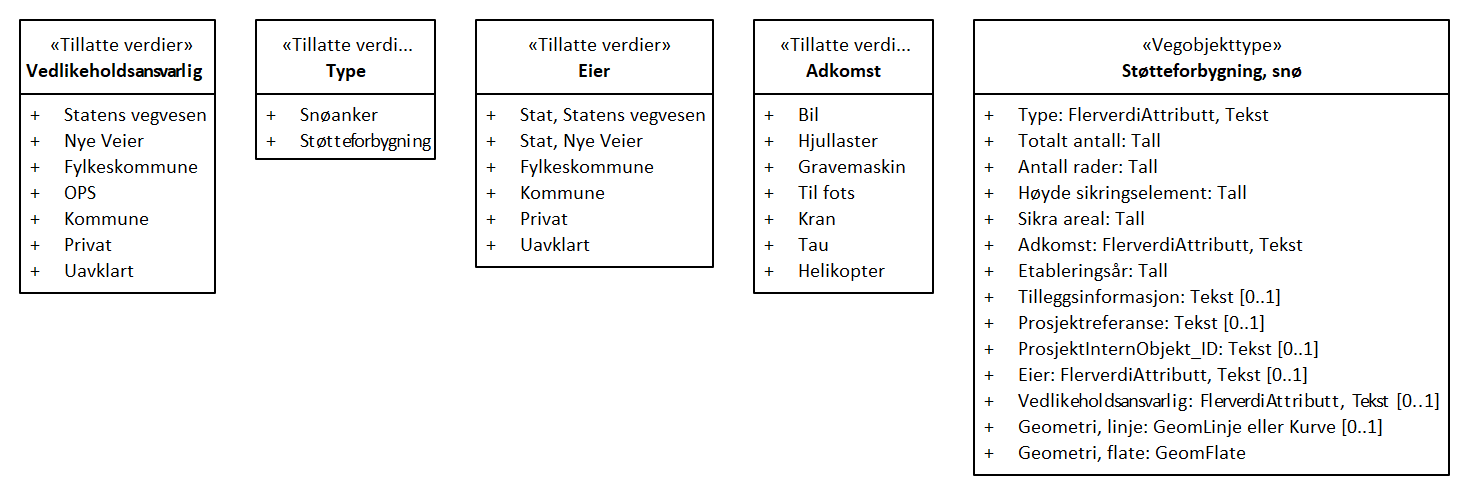 «Tillatte verdier»
Vedlikeholdsansvarlig
+ Statens vegvesen
+ Nye Veier
+ Fylkeskommune
+ OPS
+ Kommune
+ Privat
+ Uavklart
«Tillatte verdi...
Type
+ Snøanker
+ Støtteforbygning
«Tillatte verdier»
Eier
+ Stat, Statens vegvesen
+ Stat, Nye Veier
+ Fylkeskommune
+ Kommune
+ Privat
+ Uavklart
«Tillatte verdi...
Adkomst
+ Bil
+ Hjullaster
+ Gravemaskin
+ Til fots
+ Kran
+ Tau
+ Helikopter
«Vegobjekttype»
Støtteforbygning, snø
+ Type: FlerverdiAttributt, Tekst
+ Totalt antall: Tall
+ Antall rader: Tall
+ Høyde sikringselement: Tall
+ Sikra areal: Tall
+ Adkomst: FlerverdiAttributt, Tekst
+ Etableringsår: Tall
+ Tilleggsinformasjon: Tekst [0..1]
+ Prosjektreferanse: Tekst [0..1]
+ ProsjektInternObjekt_ID: Tekst [0..1]
+ Eier: FlerverdiAttributt, Tekst [0..1]
+ Vedlikeholdsansvarlig: FlerverdiAttributt, Tekst [0..1]
+ Geometri, linje: GeomLinje eller Kurve [0..1]
+ Geometri, flate: GeomFlate